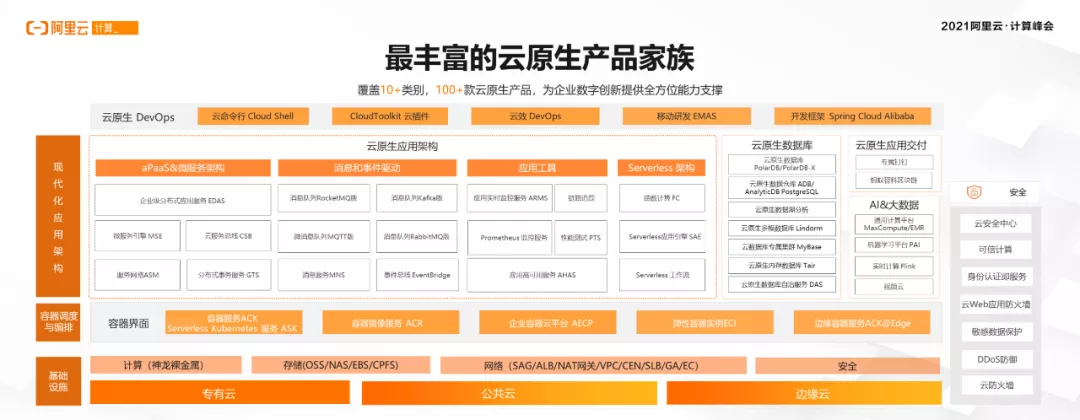 阿里云 计算_
2021阿里云·计算峰会
最丰富的云原生产品家族
覆盖10+类别，100+款云原生产品，为企业数字创新提供全方位能力支撑
云原生 DevOps
云命令行 Cloud Shell
CloudToolkit 云插件
云效 DevOps
移动研发 EMAS
开发框架 Spring Cloud Alibaba
现代化应用架构
云原生应用架构
aPaaS&微服务架构
企业级分布式应用服务 EDAS
微服务引擎 MSE
云服务总线 CSB
服务网格ASM
分布式事务服务 GTS
消息和事件驱动
消息队列RocketMQ版
消息队列Kafka版
微消息队列MQTT版
消息队列RabbitMQ版
消息服务MNS
事件总线 EventBridge
应用工具
应用实时监控服务 ARMS
链路追踪
Prometheus 监控服务
性能测试 PTS
应用高可用服务 AHAS
Serverless 架构
函数计算 FC
Serverless应用引擎 SAE
Serverless 工作流
云原生数据库
云原生数据库
PolarDB/PolarDB-X
云原生数据仓库 ADB/
AnalyticDB PostgreSQL
云原生数据湖分析
云原生多模数据库 Lindorm
云数据库专属集群 MyBase
云原生内存数据库 Tair
云原生数据库自治服务 DAS
云原生应用交付
专属钉钉
蚂蚁智科区块链
AI&大数据
通用计算平台
MaxCompute/EMR
机器学习平台 PAI
实时计算 Flink
视频云
安全
云安全中心
可信计算
身份认证即服务
云Web应用防火墙
敏感数据保护
DDoS防御
云防火墙
容器调度
与编排
容器界面
容器服务ACK
Serverless Kubernetes 服务 ASK
容器镜像服务 ACR
企业容器云平台 AECP
弹性容器实例ECI
边缘容器服务ACK@Edge
基础
设施
计算（神龙裸金属）
存储(OSS/NAS/EBS/CPFS)
网络（SAG/ALB/NAT网关/VPC/CEN/SLB/GA/EC）
安全
专有云
公共云
边缘云